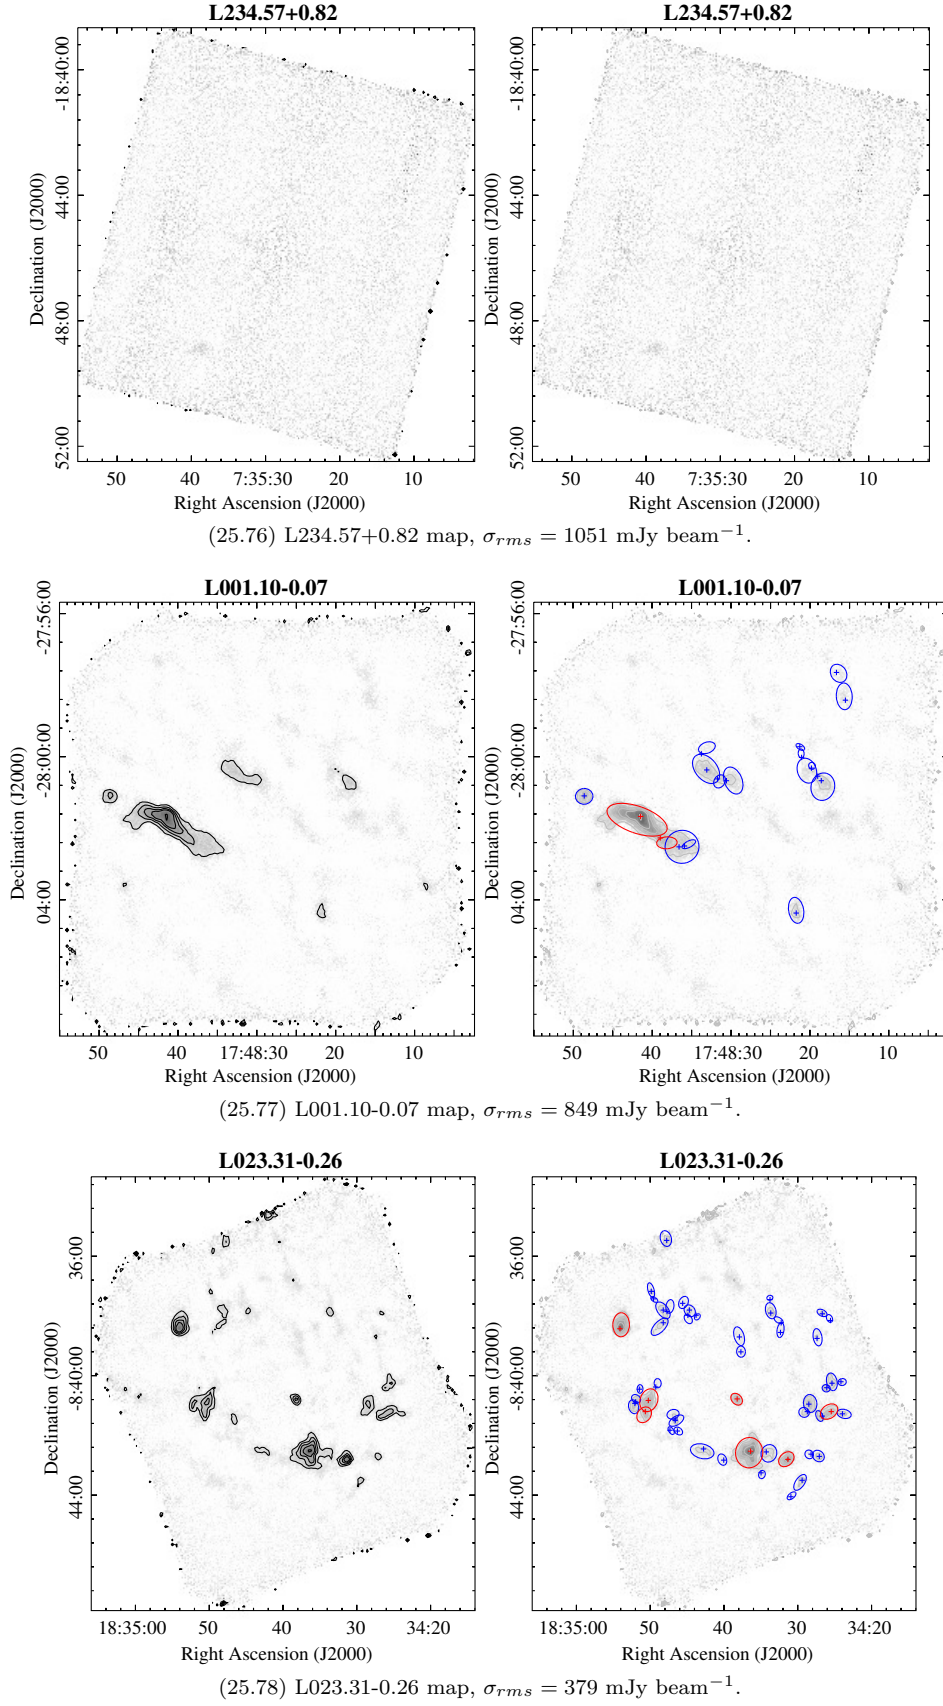 L234.57+0.82
L234.57+0.82
Declination (J2000)
-18:40:00
44:00
48:00
52:00
50
40
7:35:30
20
10
Right Ascension (J2000)
Declination (J2000)
-18:40:00
44:00
48:00
52:00
50
40
7:35:30
20
10
Right Ascension (J2000)
(25.76) L234.57+0.82 map, σrms = 1051 mJy beam−1.
L001.10-0.07
L001.10-0.07
Declination (J2000)
-27:56:00
-28:00:00
04:00
50
40
17:48:30
20
10
Right Ascension (J2000)
Declination (J2000)
-27:56:00
-28:00:00
04:00
50
40
17:48:30
20
10
Right Ascension (J2000)
(25.77) L001.10-0.07 map, σrms = 849 mJy beam−1.
L023.31-0.26
L023.31-0.26
Declination (J2000)
36:00
-8:40:00
44:00
18:35:00
50
40
30
34:20
Right Ascension (J2000)
Declination (J2000)
36:00
-8:40:00
44:00
18:35:00
50
40
30
34:20
Right Ascension (J2000)
(25.78) L023.31-0.26 map, σrms = 379 mJy beam−1.